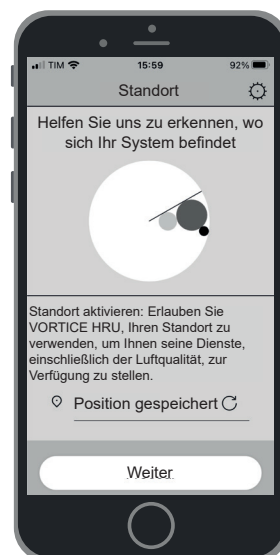 TIM 15:59 92%
Standort
Helfen Sie uns zu erkennen, wo
sich Ihr System befindet
Standort aktivieren: Erlauben Sie
VORTICE HRU, Ihren Standort zu
verwenden, um Ihnen seine Dienste,
einschließlich der Luftqualität, zur
Verfügung zu stellen.
Position gespeichert
Weiter